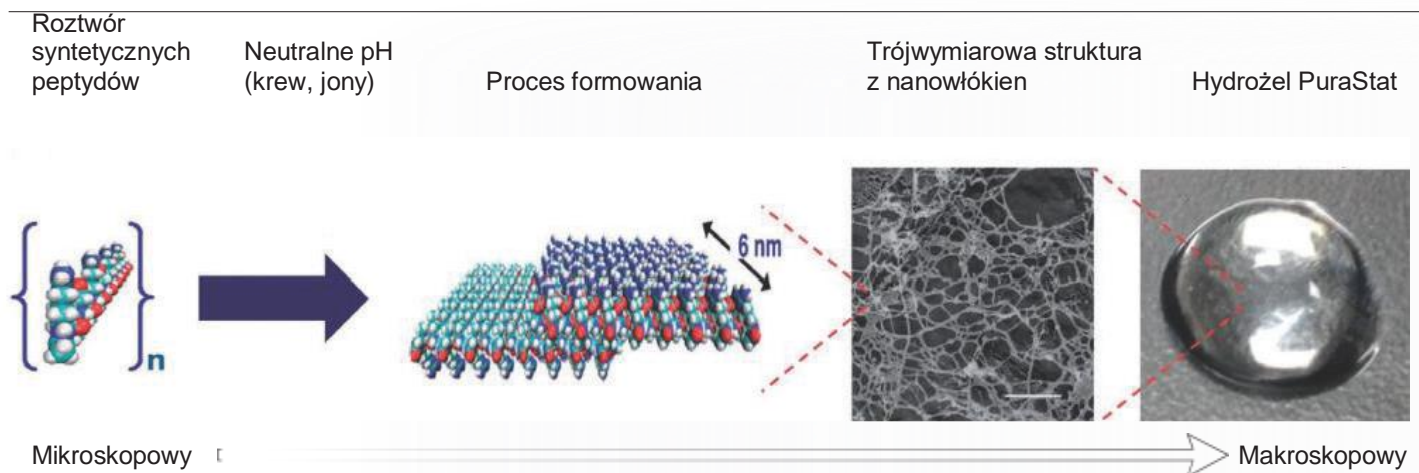 Roztwór
syntetycznych
peptydów
Neutralne pH
(krew, jony)
Proces formowania
Trójwymiarowa struktura
z nanowłókien
Hydrożel PuraStat
6 nm
n
Mikroskopowy
Makroskopowy